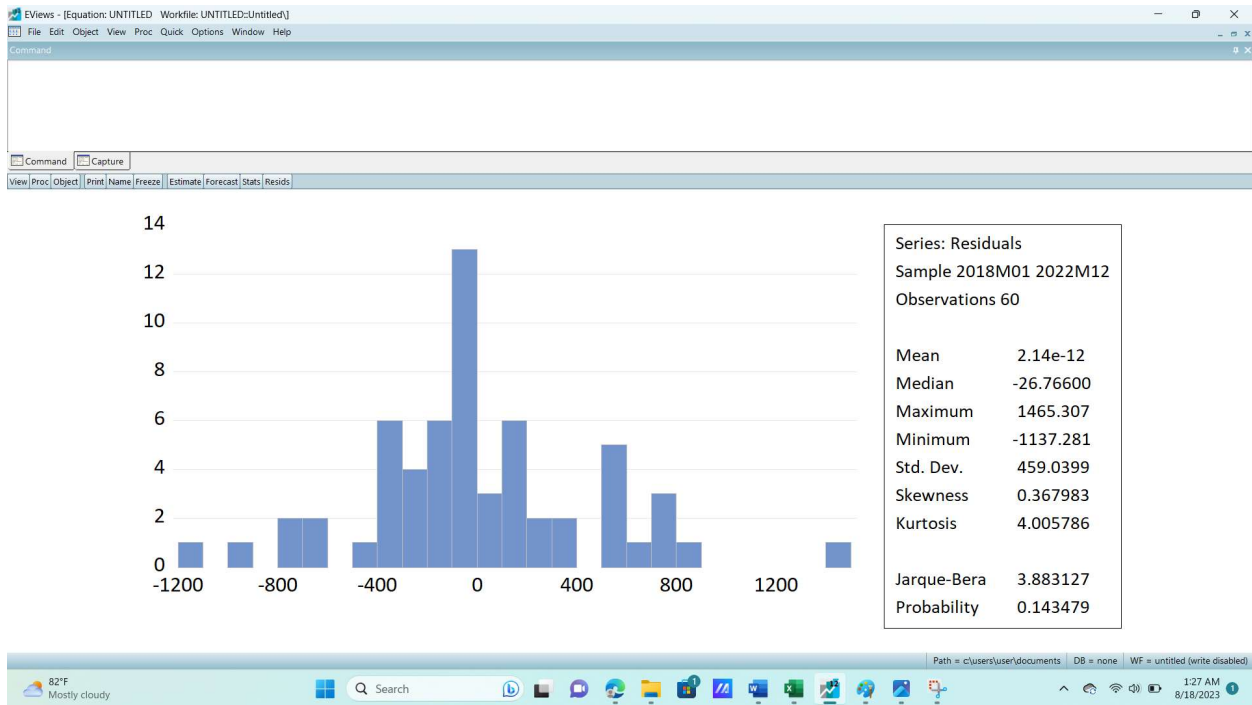 EViews - [Equation: UNTITLED Workfile: UNTITLED::Untitled\]
File Edit Object View Proc Quick Options Window Help
Command
Command Capture
View Proc Object Print Name Freeze Estimate Forecast Stats Resids
14
12
10
8
6
4
2
0
-1200 -800 -400 0 400 800 1200
Series: Residuals
Sample 2018M01 2022M12
Observations 60
Mean 2.14e-12
Median -26.76600
Maximum 1465.307
Minimum -1137.281
Std. Dev. 459.0399
Skewness 0.367983
Kurtosis 4.005786
Jarque-Bera 3.883127
Probability 0.143479
Path = c:\users\user\documents DB = none WF = untitled (write disabled)
82°F
Mostly cloudy
Search
1:27 AM
8/18/2023